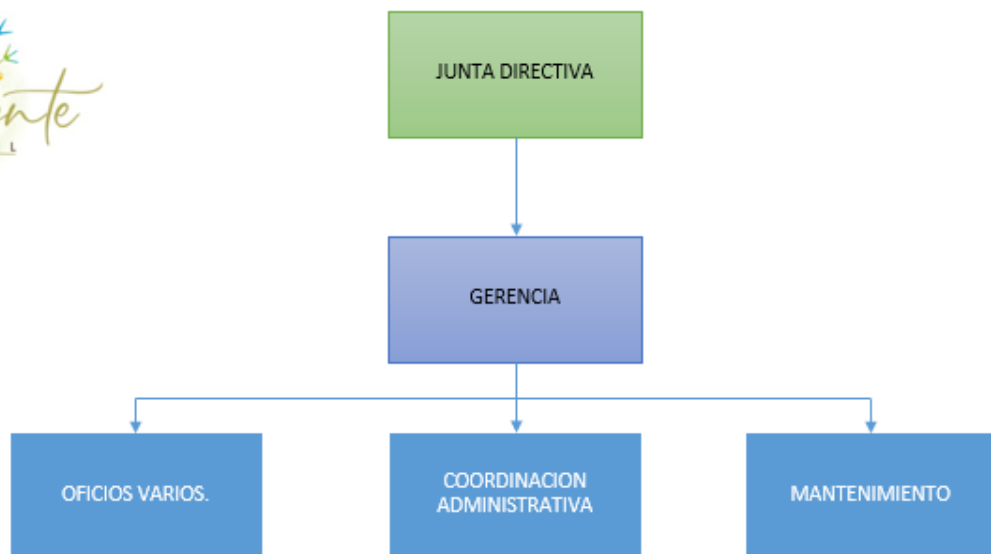 JUNTA DIRECTIVA
GERENCIA
OFICIOS VARIOS.
COORDINACION
ADMINISTRATIVA
MANTENIMIENTO